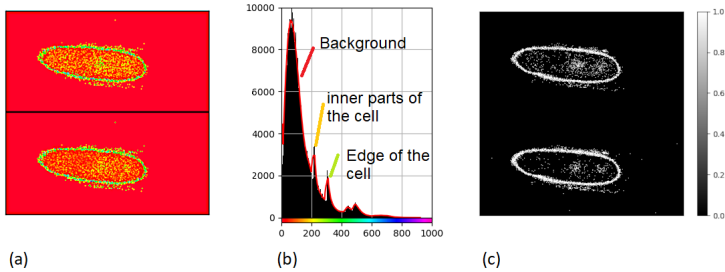 10000
8000
6000
4000
2000
0
0 200 400 600 800 1000
Background
inner parts of
the cell
Edge of the
cell
1.0
0.8
0.6
0.4
0.2
0.0
(a)
(b)
(c)